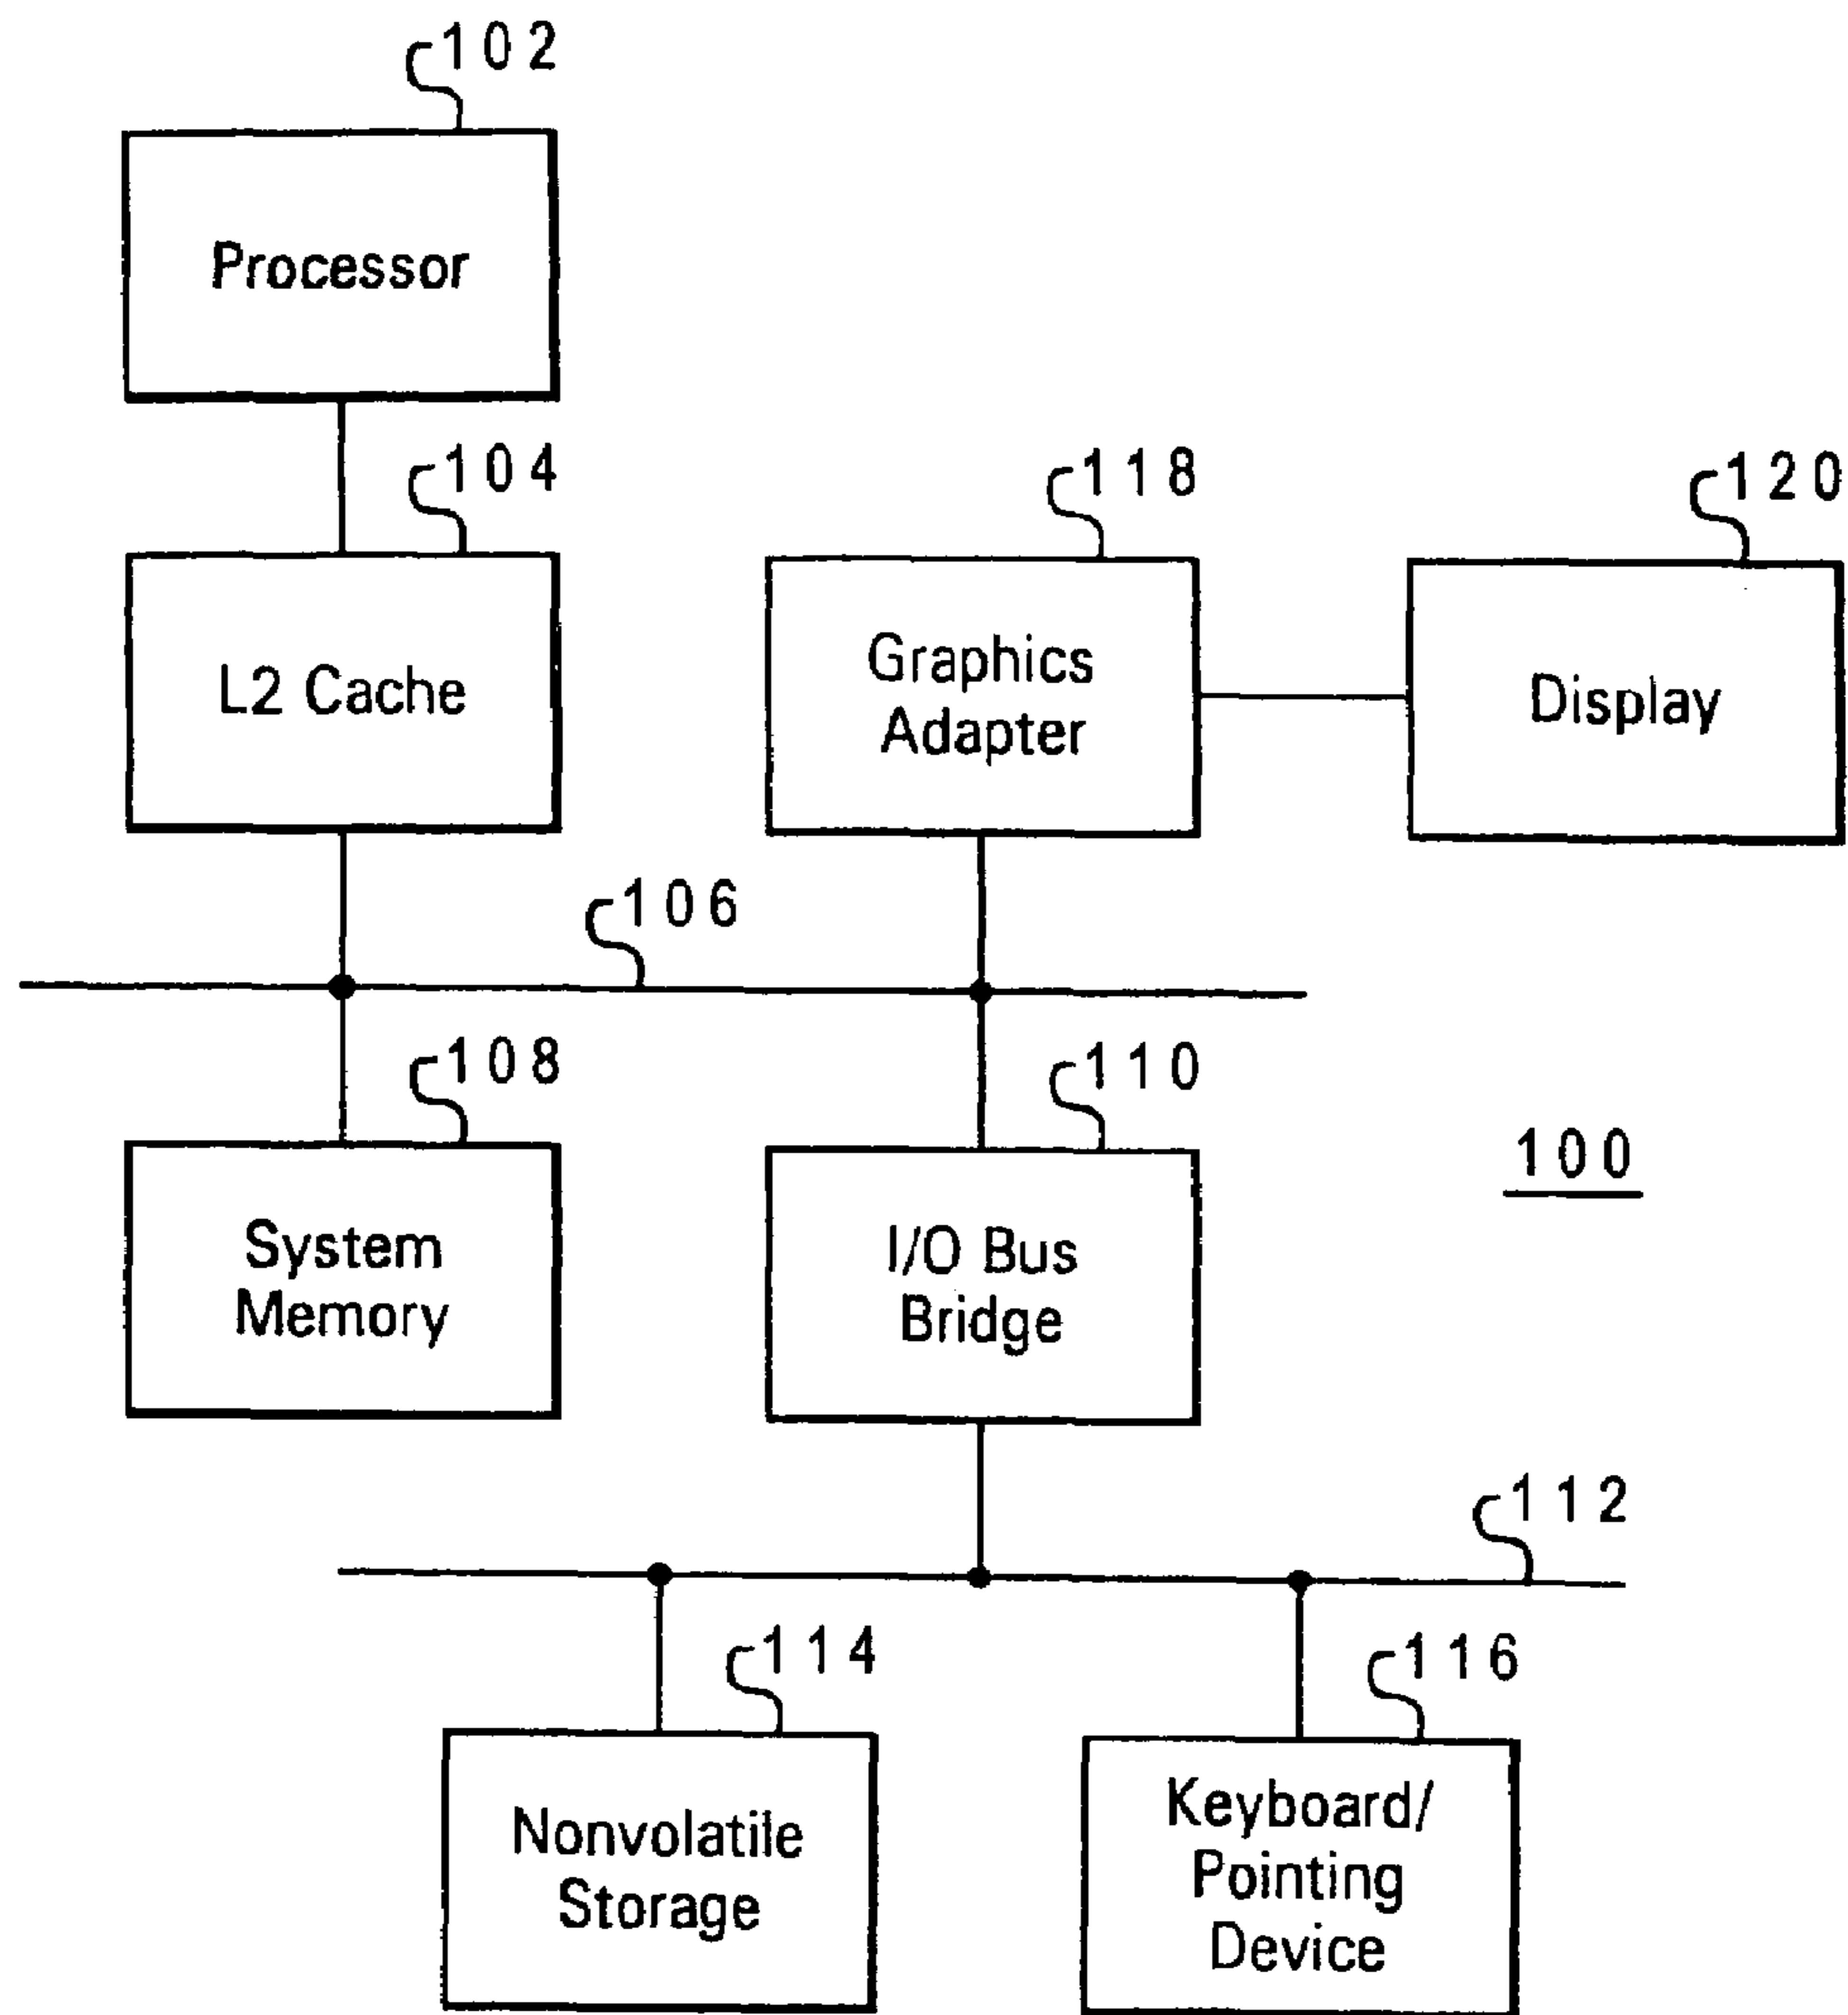 102
Processor
104
L2 Cache
118
Graphics
Adapter
120
Display
106
108
System
Memory
110
I/O Bus
Bridge
100
112
114
Nonvolatile
Storage
116
Keyboard/
Pointing
Device